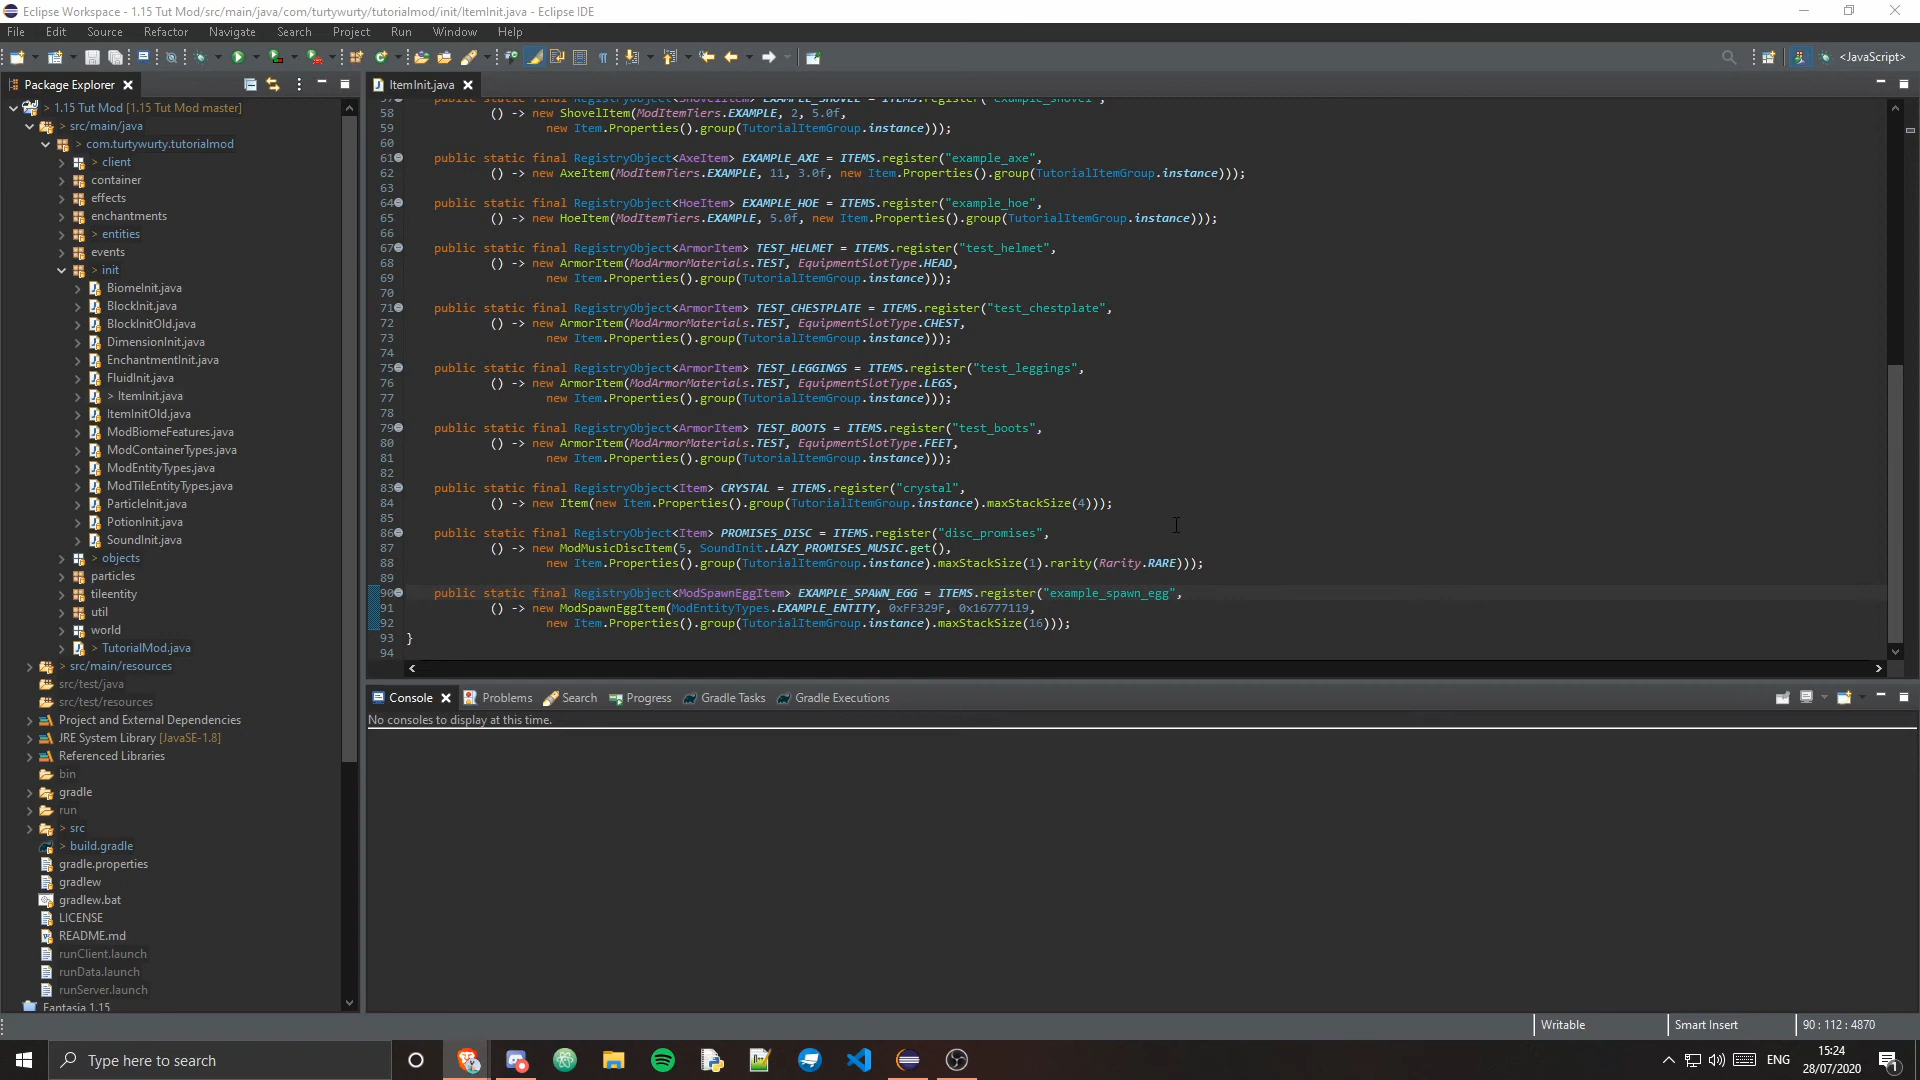 Eclipse Workspace - 1.15 Tut Mod/src/main/java/com/turtywurty/tutorialmod/init/ItemInit.java - Eclipse IDE
File Edit Source Refactor Navigate Search Project Run Window Help
<JavaScript>
Package Explorer
> 1.15 Tut Mod [1.15 Tut Mod master]
> src/main/java
> com.turtywurty.tutorialmod
> client
container
effects
enchantments
> entities
events
> init
BiomeInit.java
BlockInit.java
BlockInitOld.java
DimensionInit.java
EnchantmentInit.java
FluidInit.java
> ItemInit.java
ItemInitOld.java
ModBiomeFeatures.java
ModContainerTypes.java
ModEntityTypes.java
ModTileEntityTypes.java
ParticleInit.java
PotionInit.java
SoundInit.java
> objects
particles
tileentity
util
world
> TutorialMod.java
> src/main/resources
src/test/java
src/test/resources
Project and External Dependencies
JRE System Library [JavaSE-1.8]
Referenced Libraries
bin
gradle
run
> src
> build.gradle
gradle.properties
gradlew
gradlew.bat
LICENSE
README.md
runClient.launch
runData.launch
runServer.launch
Fantasia 1.15
ItemInit.java
57 public static final RegistryObject<ShovelItem> EXAMPLE_SHOVEL = ITEMS.register("example_shovel",
58 () -> new ShovelItem(ModItemTiers.EXAMPLE, 2, 5.0f,
59 new Item.Properties().group(TutorialItemGroup.instance)));
60
61 public static final RegistryObject<AxeItem> EXAMPLE_AXE = ITEMS.register("example_axe",
62 () -> new AxeItem(ModItemTiers.EXAMPLE, 11, 3.0f, new Item.Properties().group(TutorialItemGroup.instance)));
63
64 public static final RegistryObject<HoeItem> EXAMPLE_HOE = ITEMS.register("example_hoe",
65 () -> new HoeItem(ModItemTiers.EXAMPLE, 5.0f, new Item.Properties().group(TutorialItemGroup.instance)));
66
67 public static final RegistryObject<ArmorItem> TEST_HELMET = ITEMS.register("test_helmet",
68 () -> new ArmorItem(ModArmorMaterials.TEST, EquipmentSlotType.HEAD,
69 new Item.Properties().group(TutorialItemGroup.instance)));
70
71 public static final RegistryObject<ArmorItem> TEST_CHESTPLATE = ITEMS.register("test_chestplate",
72 () -> new ArmorItem(ModArmorMaterials.TEST, EquipmentSlotType.CHEST,
73 new Item.Properties().group(TutorialItemGroup.instance)));
74
75 public static final RegistryObject<ArmorItem> TEST_LEGGINGS = ITEMS.register("test_leggings",
76 () -> new ArmorItem(ModArmorMaterials.TEST, EquipmentSlotType.LEGS,
77 new Item.Properties().group(TutorialItemGroup.instance)));
78
79 public static final RegistryObject<ArmorItem> TEST_BOOTS = ITEMS.register("test_boots",
80 () -> new ArmorItem(ModArmorMaterials.TEST, EquipmentSlotType.FEET,
81 new Item.Properties().group(TutorialItemGroup.instance)));
82
83 public static final RegistryObject<Item> CRYSTAL = ITEMS.register("crystal",
84 () -> new Item(new Item.Properties().group(TutorialItemGroup.instance).maxStackSize(4)));
85
86 public static final RegistryObject<Item> PROMISES_DISC = ITEMS.register("disc_promises",
87 () -> new ModMusicDiscItem(5, SoundInit.LAZY_PROMISES_MUSIC.get(),
88 new Item.Properties().group(TutorialItemGroup.instance).maxStackSize(1).rarity(Rarity.RARE)));
89
90 public static final RegistryObject<ModSpawnEggItem> EXAMPLE_SPAWN_EGG = ITEMS.register("example_spawn_egg",
91 () -> new ModSpawnEggItem(ModEntityTypes.EXAMPLE_ENTITY, 0xFF329F, 0x16777119,
92 new Item.Properties().group(TutorialItemGroup.instance).maxStackSize(16)));
93 }
94
Console Problems Search Progress Gradle Tasks Gradle Executions
No consoles to display at this time.
Writable Smart Insert 90 : 112 : 4870
Type here to search
ENG
15:24
28/07/2020
1